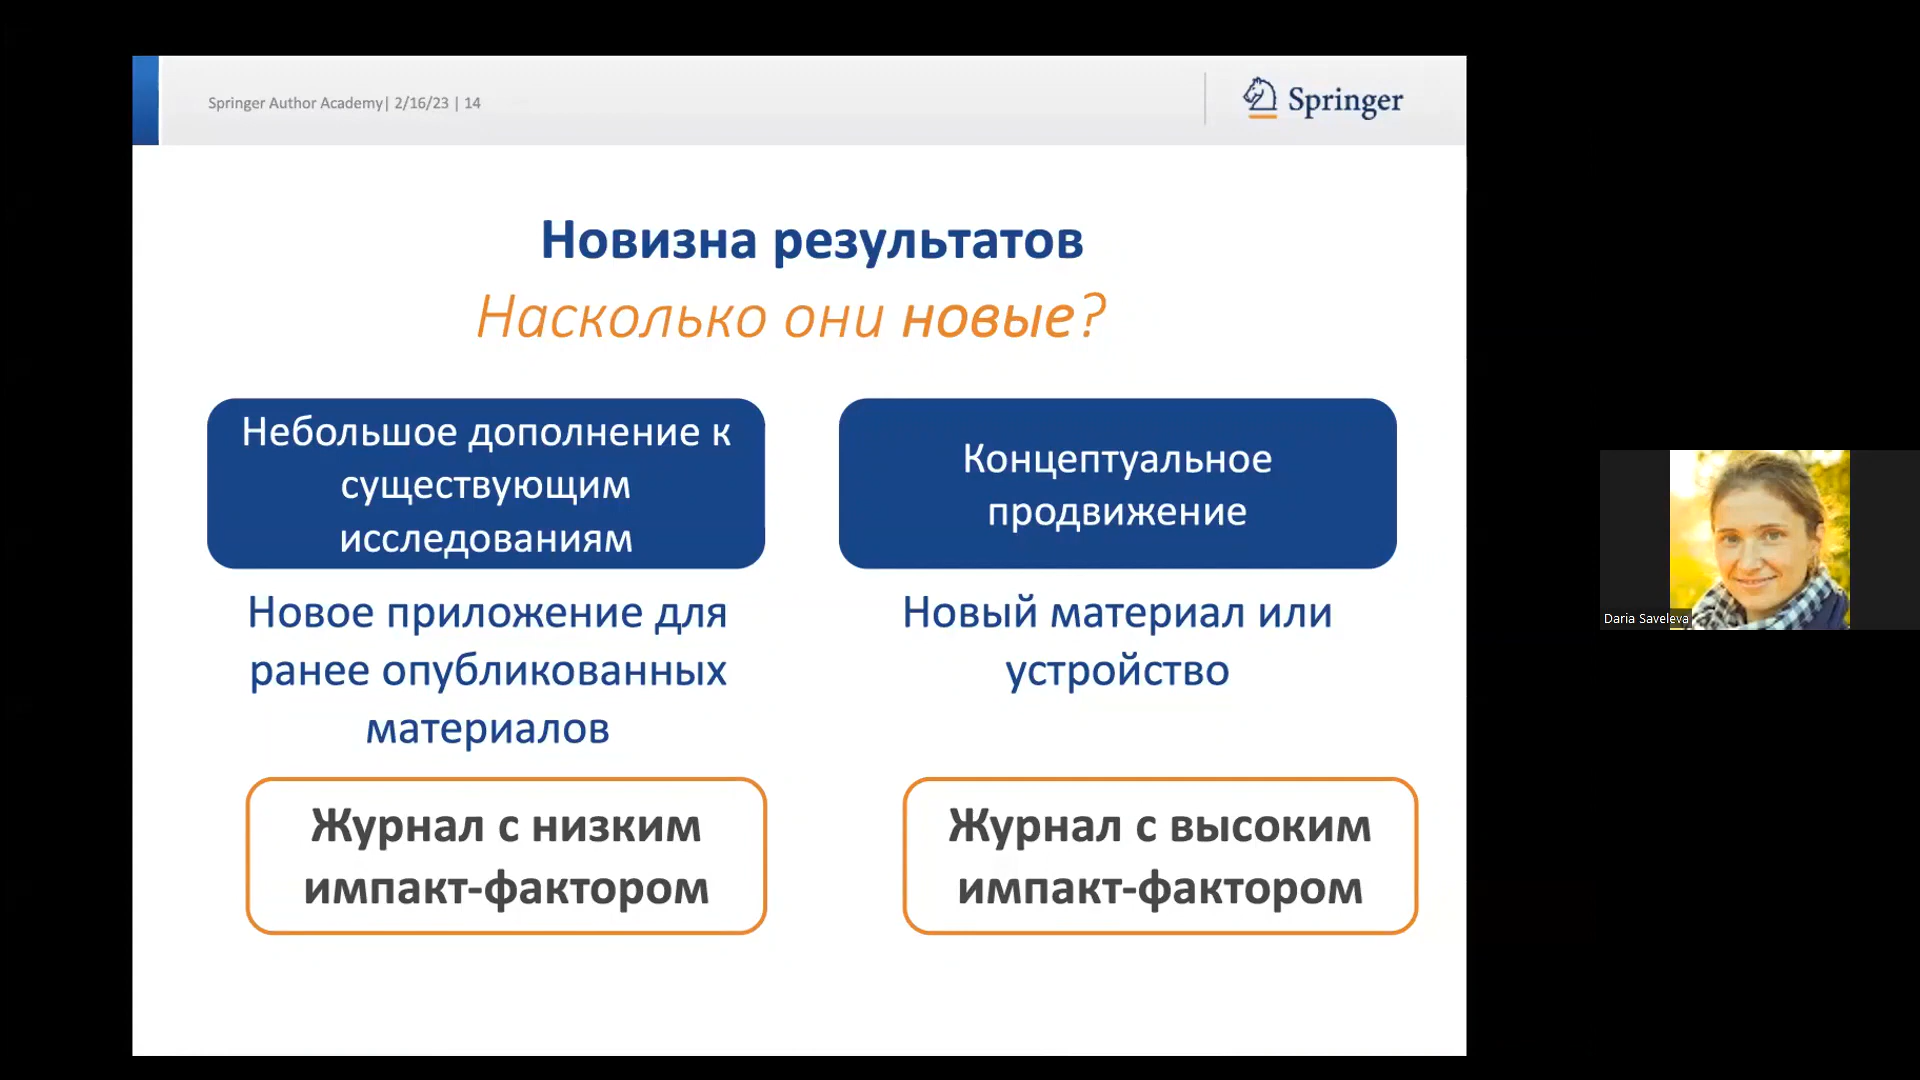 Springer Author Academy| 2/16/23 | 14
Springer
Новизна результатов
Насколько они новые?
Небольшое дополнение к
существующим
исследованиям
Новое приложение для
ранее опубликованных
материалов
Журнал с низким
импакт-фактором
Концептуальное
продвижение
Новый материал или
устройство
Журнал с высоким
импакт-фактором
Daria Saveleva